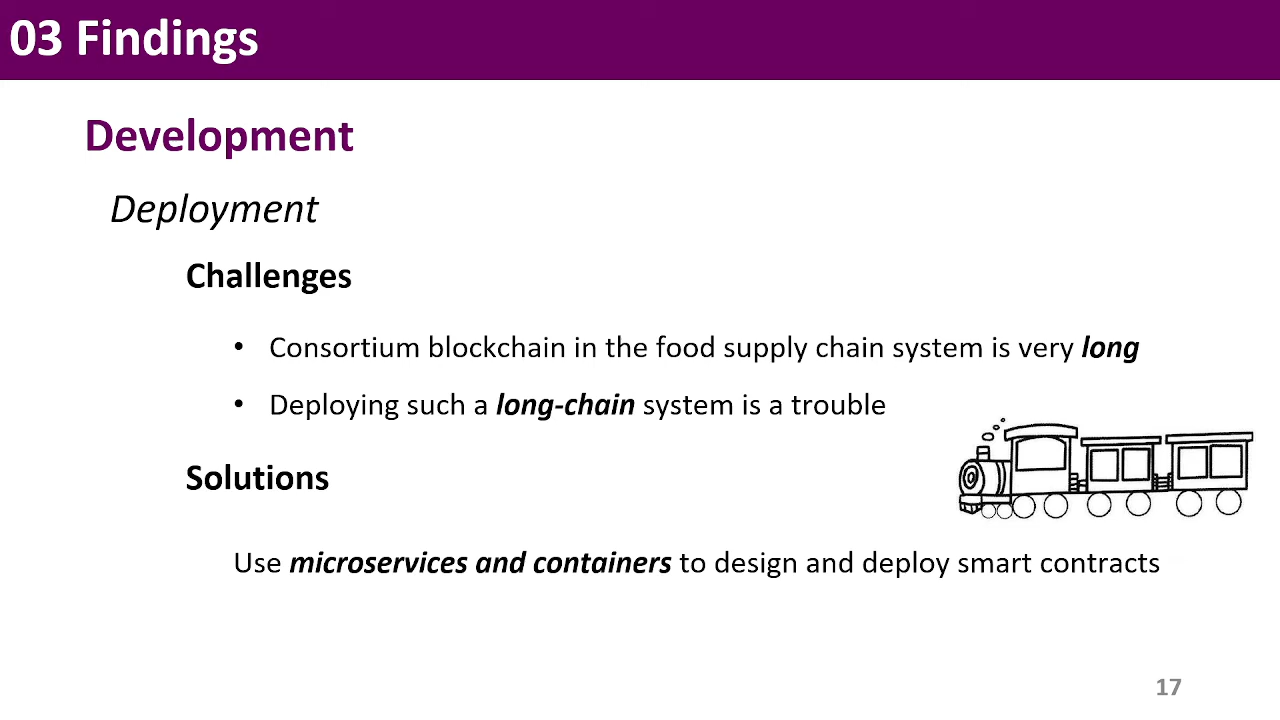 03 Findings
Development
Deployment
Challenges
• Consortium blockchain in the food supply chain system is very long
• Deploying such a long-chain system is a trouble
Solutions
Use microservices and containers to design and deploy smart contracts
17